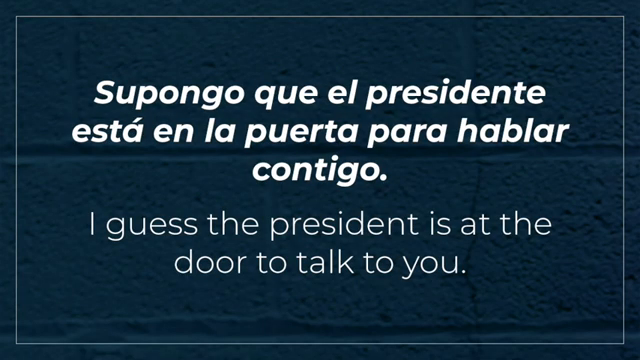 Supongo que el presidente
está en la puerta para hablar
contigo.
I guess the president is at the
door to talk to you.